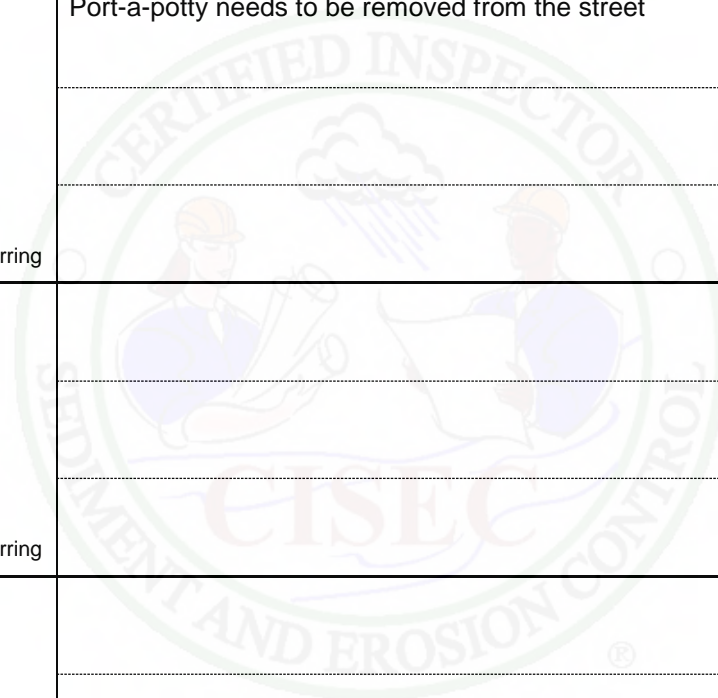 Port-a-potty needs to be removed from the street
CERTIFIED INSPECTOR
rring
CISEC
rring
SEDIMENT AND EROSION CONTROL
®